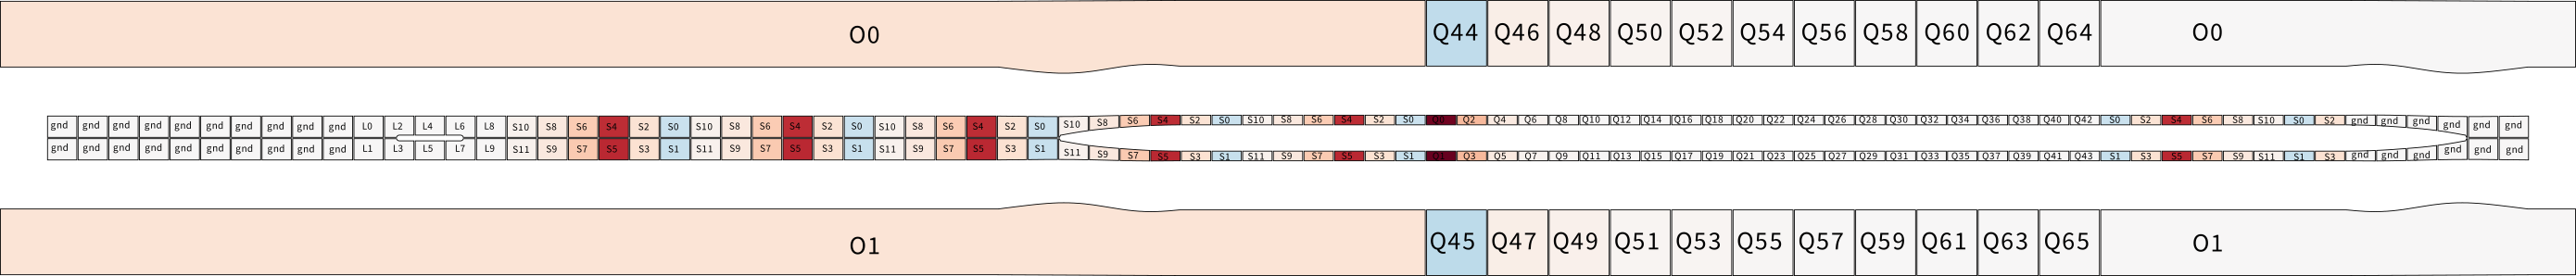 O0 Q44 Q46 Q48 Q50 Q52 Q54 Q56 Q58 Q60 Q62 Q64 O0
gnd gnd gnd gnd gnd gnd gnd gnd gnd gnd L0 L2 L4 L6 L8 S10 S8 S6 S4 S2 S0 S10 S8 S6 S4 S2 S0 S10 S8 S6 S4 S2 S0 S10 S8 S6 S4 S2 S0 S10 S8 S6 S4 S2 S0 Q0 Q2 Q4 Q6 Q8 Q10 Q12 Q14 Q16 Q18 Q20 Q22 Q24 Q26 Q28 Q30 Q32 Q34 Q36 Q38 Q40 Q42 S0 S2 S4 S6 S8 S10 S0 S2 gnd gnd gnd gnd gnd gnd
gnd gnd gnd gnd gnd gnd gnd gnd gnd gnd L1 L3 L5 L7 L9 S11 S9 S7 S5 S3 S1 S11 S9 S7 S5 S3 S1 S11 S9 S7 S5 S3 S1 S11 S9 S7 S5 S3 S1 S11 S9 S7 S5 S3 S1 Q1 Q3 Q5 Q7 Q9 Q11 Q13 Q15 Q17 Q19 Q21 Q23 Q25 Q27 Q29 Q31 Q33 Q35 Q37 Q39 Q41 Q43 S1 S3 S5 S7 S9 S11 S1 S3 gnd gnd gnd gnd gnd gnd
O1 Q45 Q47 Q49 Q51 Q53 Q55 Q57 Q59 Q61 Q63 Q65 O1